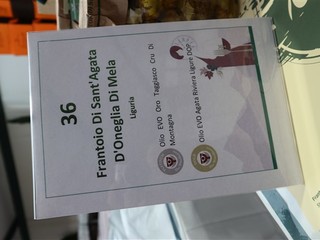 36
Frantoio Di Sant'Agata
D'Oneglia Di Mela
Liguria
Olio EVO Oro Taggiasco Cru Di
Montagna
Olio EVO Agata Riviera Ligure DOP